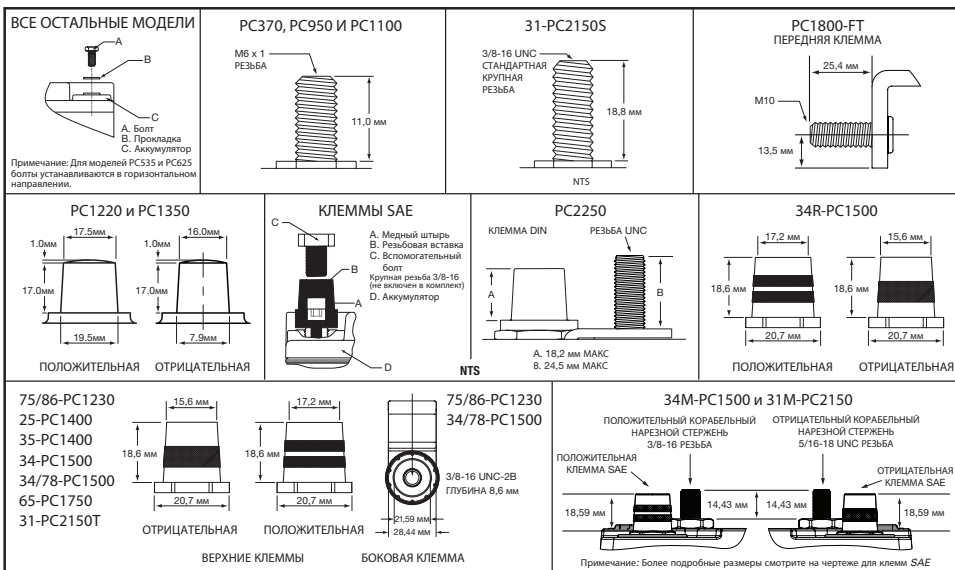 ВСЕ ОСТАЛЬНЫЕ МОДЕЛИ
A
B
C
A. Болт
B. Прокладка
C. Аккумулятор
Примечание: Для моделей PC535 и PC625
болты устанавливаются в горизонтальном
направлении.
PC370, PC950 И PC1100
M6 x 1
РЕЗЬБА
11,0 мм
31-PC2150S
3/8-16 UNC
СТАНДАРТНАЯ
КРУПНАЯ
РЕЗЬБА
18,8 мм
NTS
PC1800-FT
ПЕРЕДНЯЯ КЛЕММА
25,4 мм
M10
13,5 мм
PC1220 и PC1350
17.5мм
16.0мм
1.0мм
1.0мм
17.0мм
17.0мм
19.5мм
7.9мм
ПОЛОЖИТЕЛЬНАЯ
ОТРИЦАТЕЛЬНАЯ
КЛЕММЫ SAE
C
B
A
D
A. Медный штырь
B. Резьбовая вставка
C. Вспомогательный
болт
Крупная резьба 3/8-16
(не включен в комплект)
D. Аккумулятор
NTS
PC2250
КЛЕММА DIN
РЕЗЬБА UNC
A
B
A. 18,2 мм МАКС
B. 24,5 мм МАКС
34R-PC1500
17,2 мм
15,6 мм
18,6 мм
18,6 мм
20,7 мм
20,7 мм
ПОЛОЖИТЕЛЬНАЯ
ОТРИЦАТЕЛЬНАЯ
75/86-PC1230
25-PC1400
35-PC1400
34-PC1500
34/78-PC1500
65-PC1750
31-PC2150T
15,6 мм
17,2 мм
18,6 мм
18,6 мм
20,7 мм
20,7 мм
ОТРИЦАТЕЛЬНАЯ
ПОЛОЖИТЕЛЬНАЯ
ВЕРХНИЕ КЛЕММЫ
75/86-PC1230
34/78-PC1500
3/8-16 UNC-2B
ГЛУБИНА 8,6 мм
21,59 мм
28,44 мм
БОКОВАЯ КЛЕММА
34M-PC1500 и 31M-PC2150
ПОЛОЖИТЕЛЬНЫЙ КОРАБЕЛЬНЫЙ
НАРЕЗНОЙ СТЕРЖЕНЬ
3/8-16 РЕЗЬБА
ОТРИЦАТЕЛЬНЫЙ КОРАБЕЛЬНЫЙ
НАРЕЗНОЙ СТЕРЖЕНЬ
5/16-18 UNC РЕЗЬБА
ПОЛОЖИТЕЛЬНАЯ
КЛЕММА SAE
ОТРИЦАТЕЛЬНАЯ
КЛЕММА SAE
18,59 мм
14,43 мм
14,43 мм
18,59 мм
Примечание: Более подробные размеры смотрите на чертеже для клемм SAE